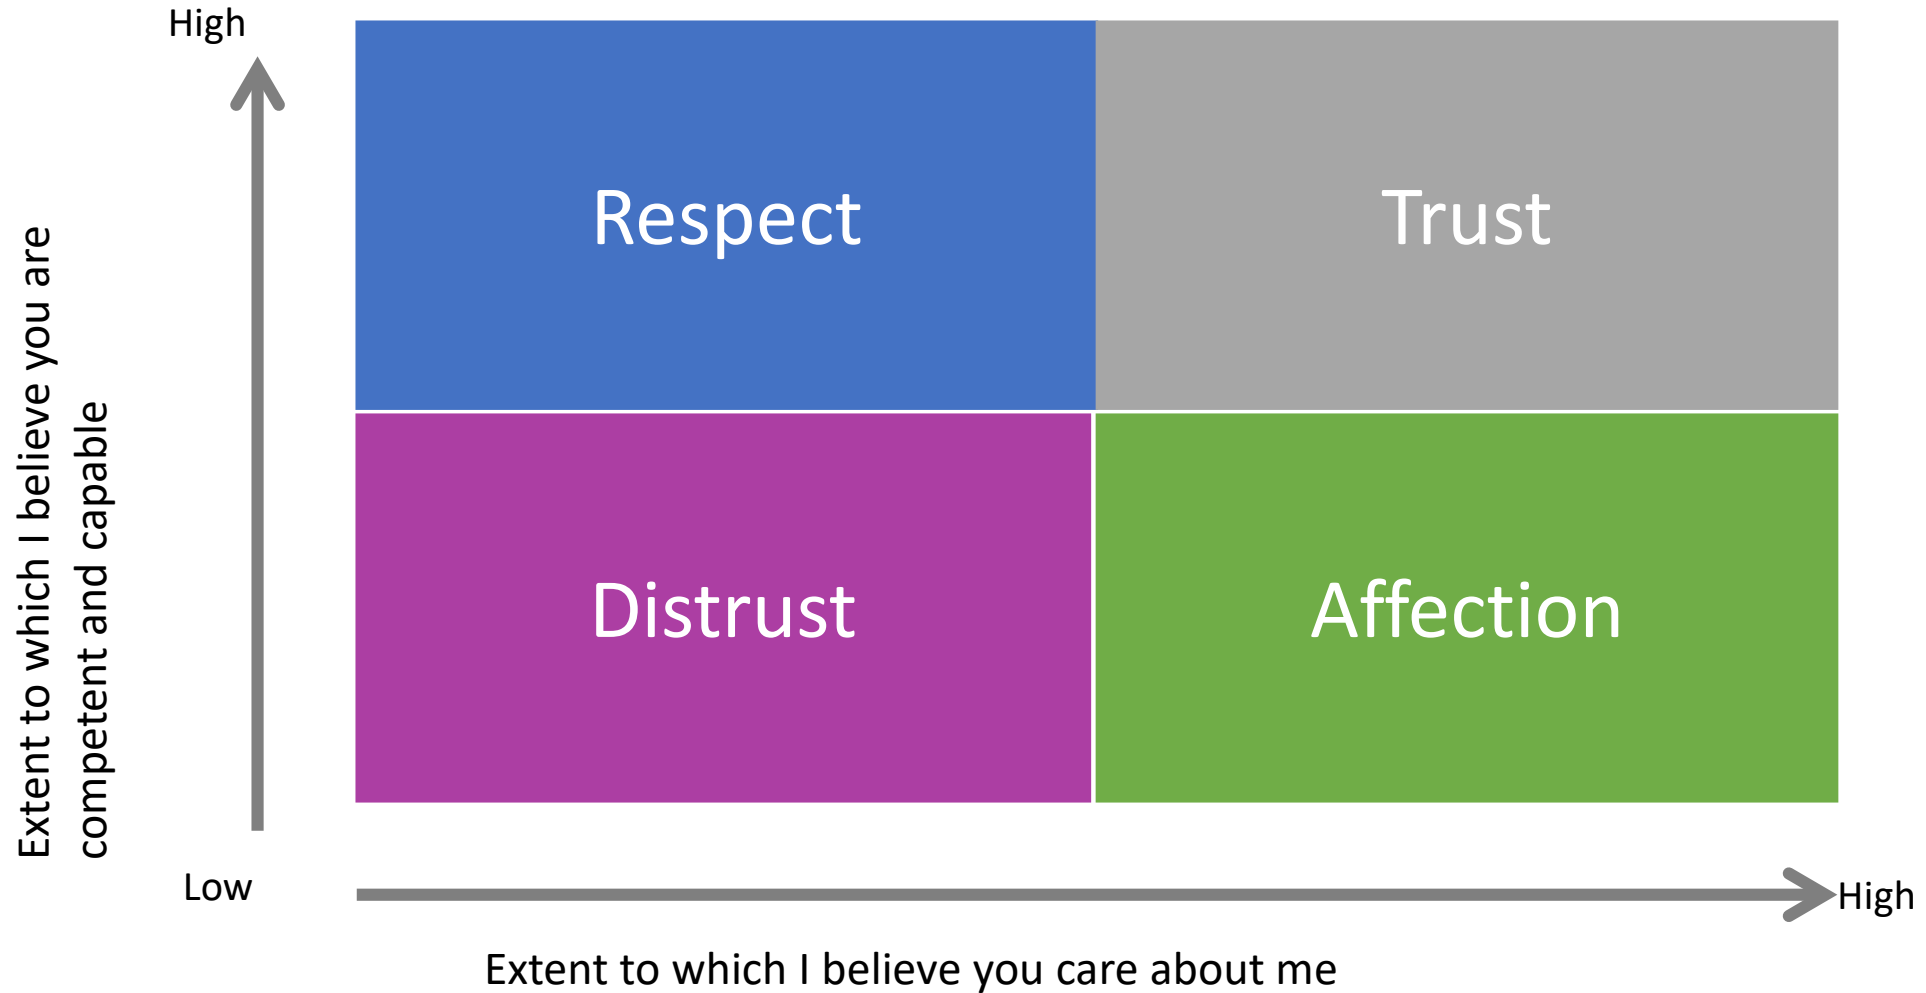 High
Extent to which I believe you are
competent and capable
Respect
Trust
Distrust
Affection
Low
High
Extent to which I believe you care about me